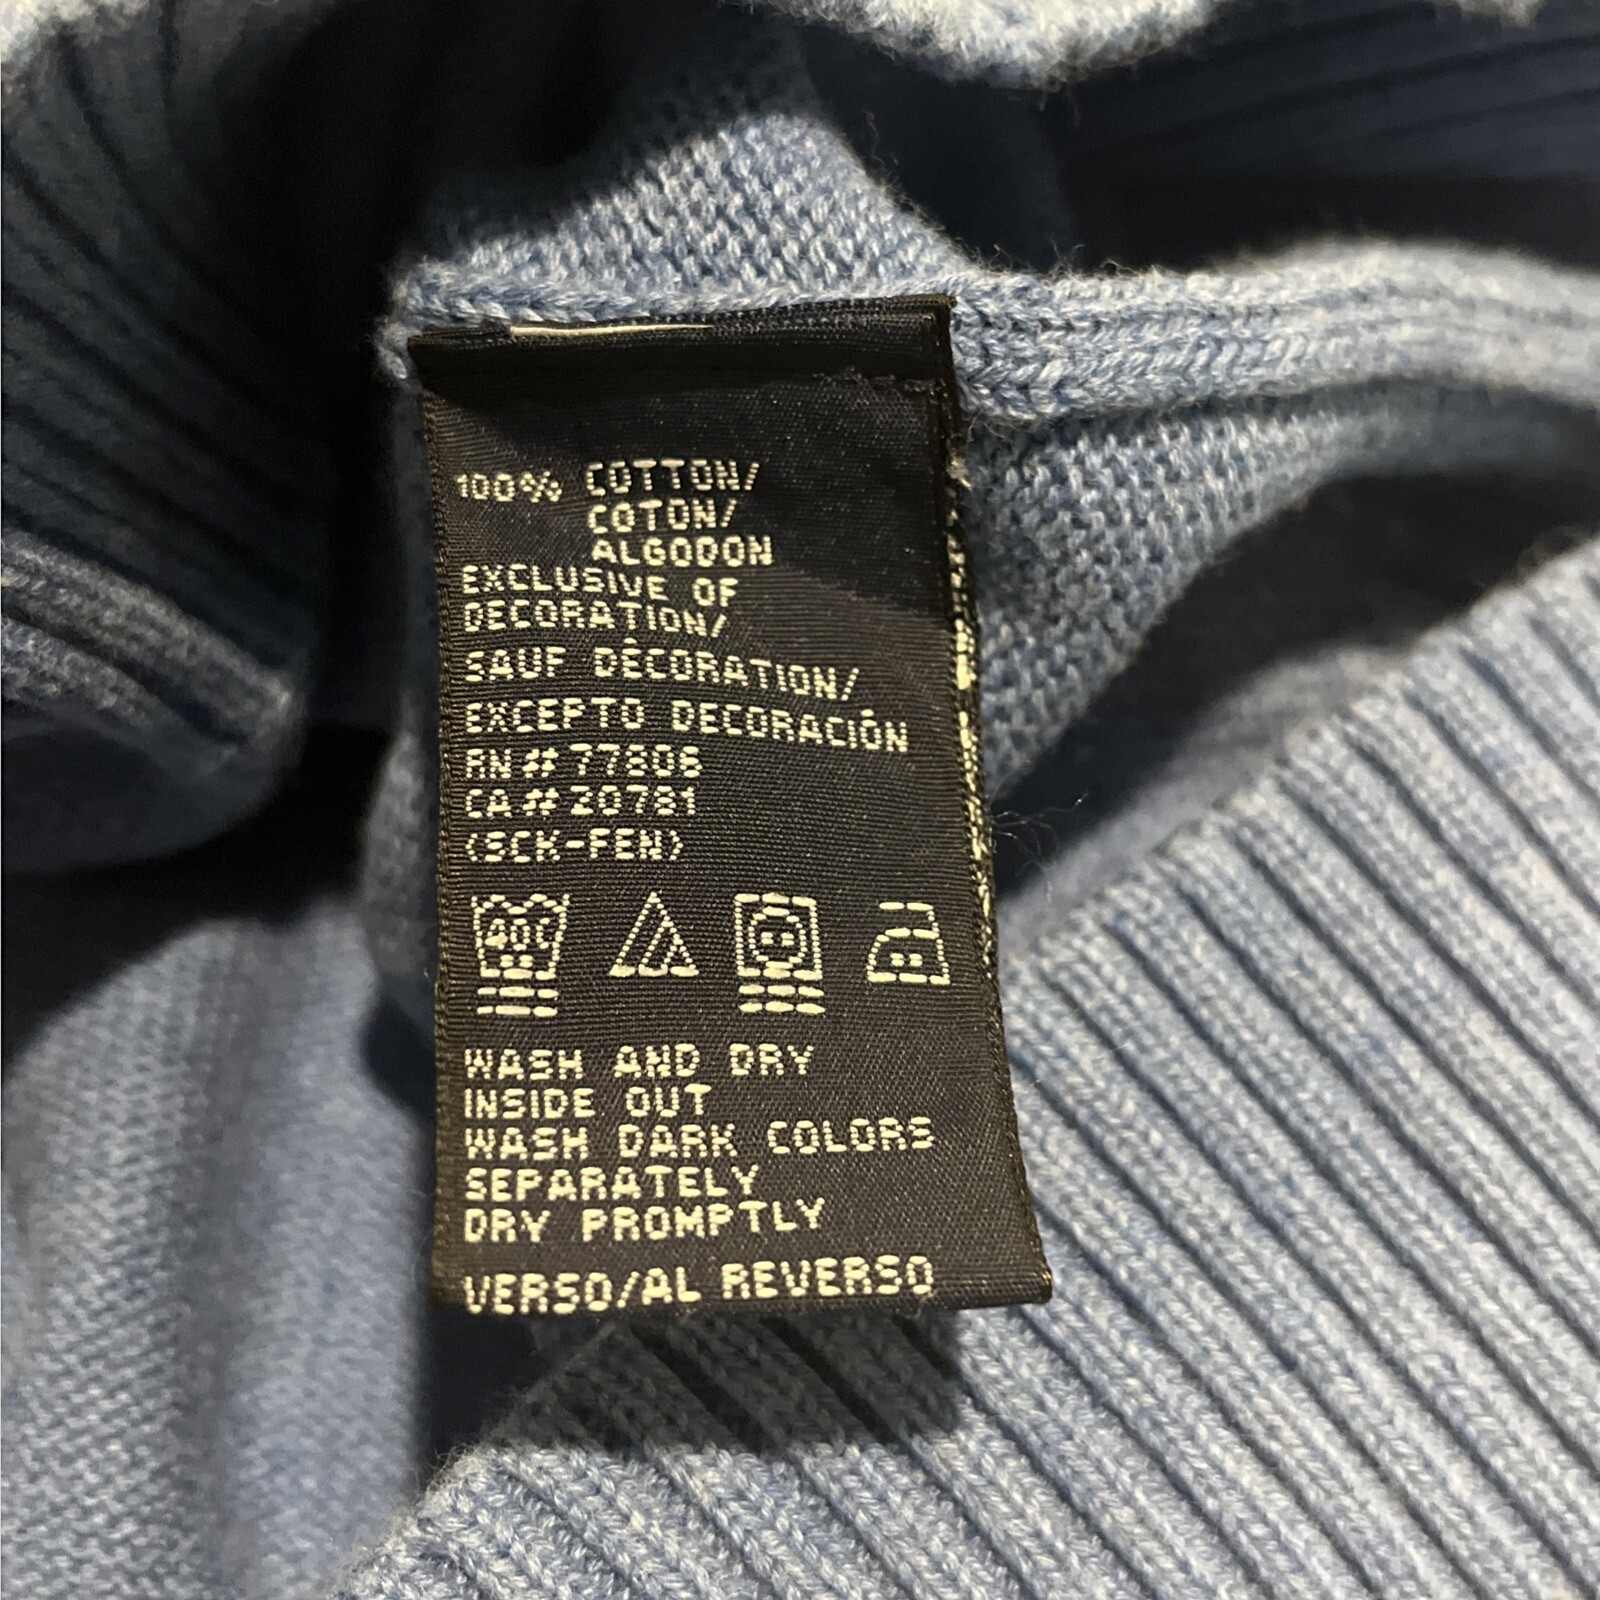 100% COTTON/
COTON/
ALGODON
EXCLUSIVE OF
DECORATION/
SAUF DÉCORATION/
EXCEPTO DECORACIÓN
RN # 77806
CA # 20781
(SCK-FEN)
40C
WASH AND DRY
INSIDE OUT
WASH DARK COLORS
SEPARATELY
DRY PROMPTLY
VERSO/AL REVERSO